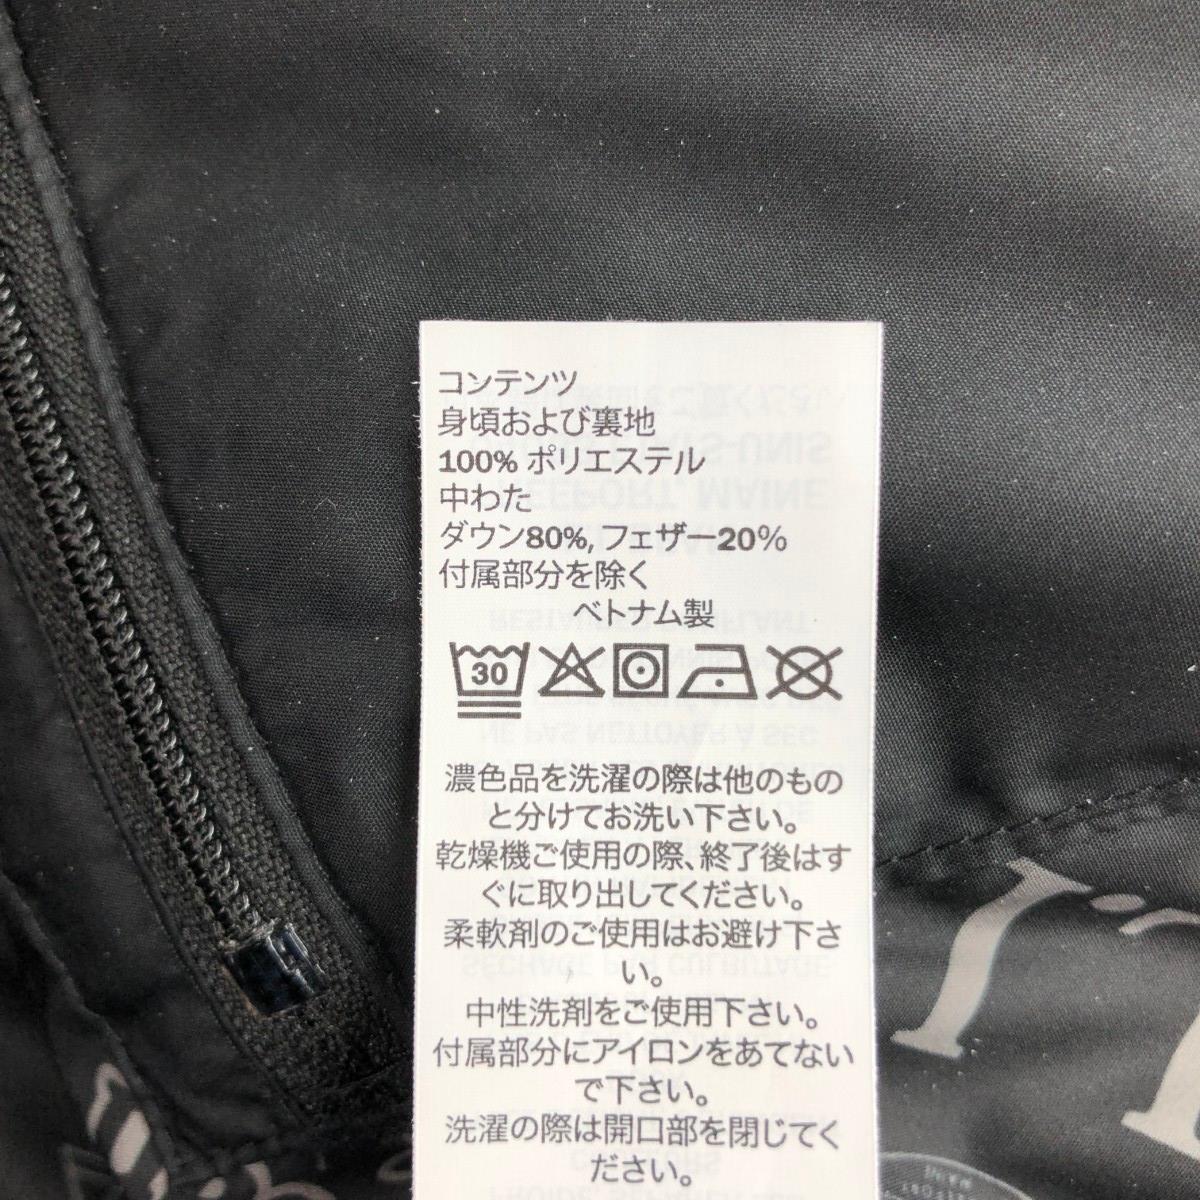 コンテンツ
身頃および裏地
100% ポリエステル
中わた
ダウン80%, フェザー20%
付属部分を除く
ベトナム製
30
濃色品を洗濯の際は他のもの
と分けてお洗い下さい。
乾燥機ご使用の際、終了後はす
ぐに取り出してください。
柔軟剤のご使用はお避け下さ
い。
中性洗剤をご使用下さい。
付属部分にアイロンをあてない
で下さい。
洗濯の際は開口部を閉じてく
ださい。